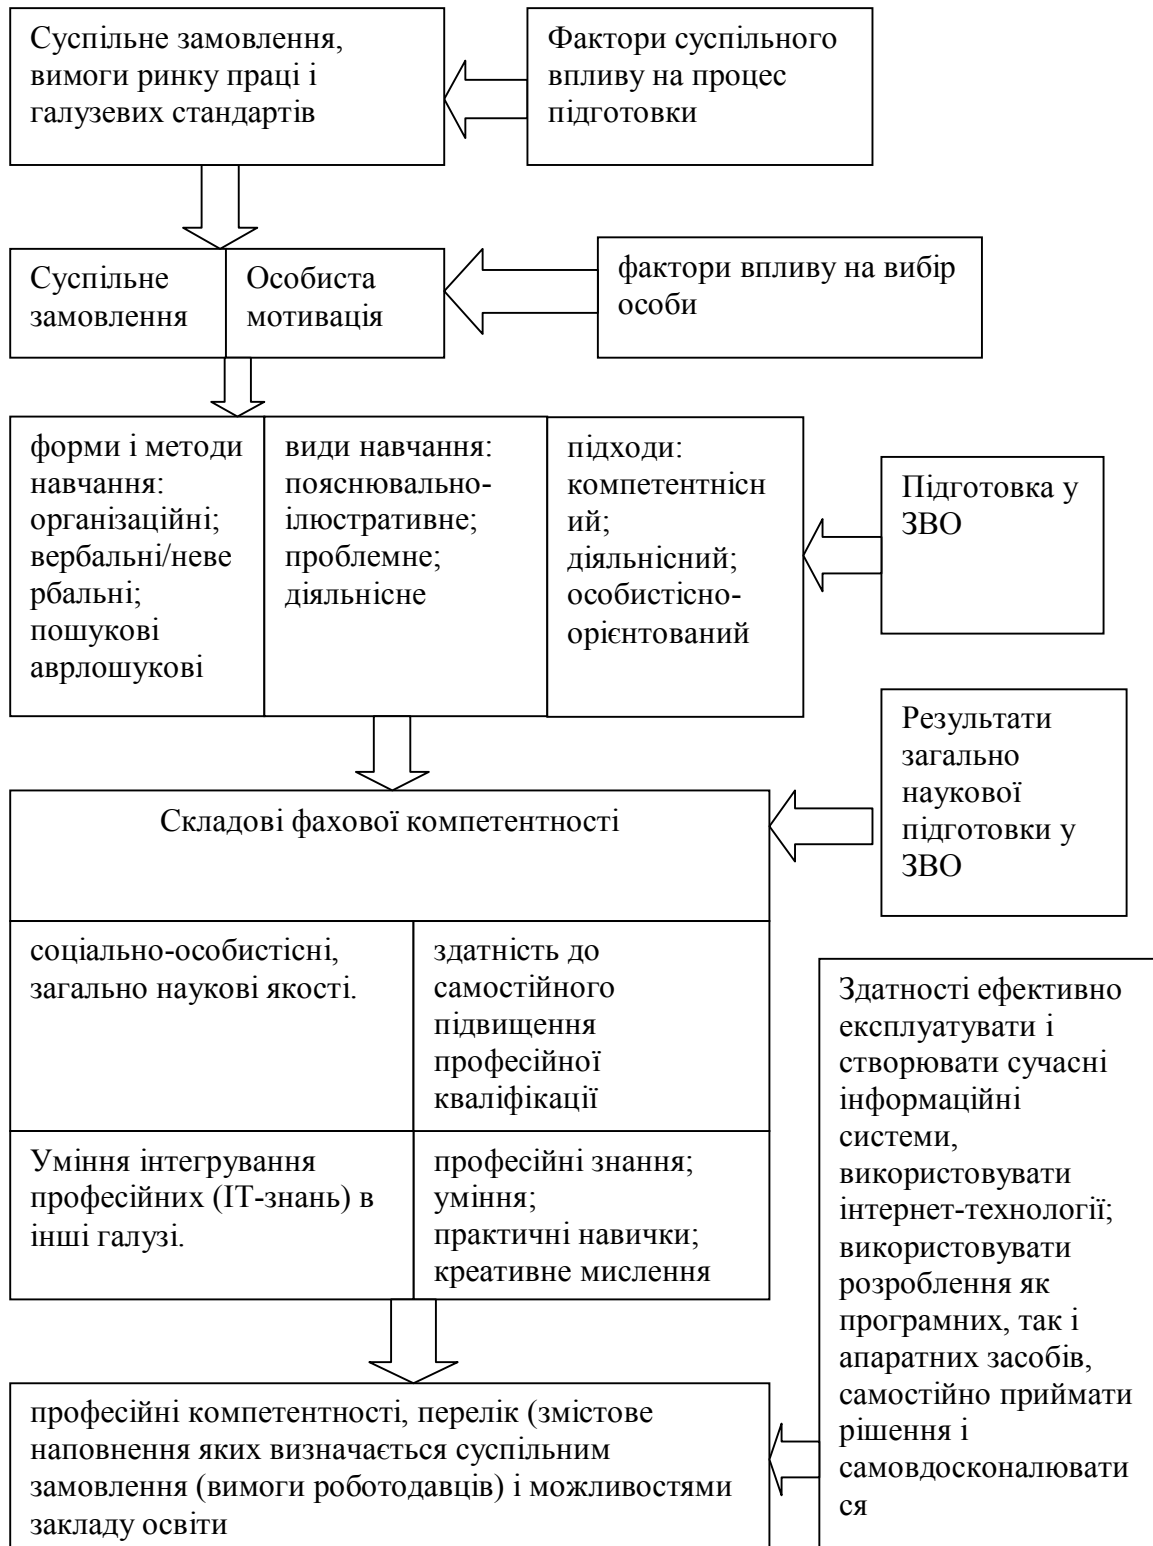 Суспільне замовлення,
вимоги ринку праці і
галузевих стандартів
Фактори суспільного
впливу на процес
підготовки
Суспільне
замовлення
Особиста
мотивація
фактори впливу на вибір
особи
форми і методи
навчання:
організаційні;
вербальні/неве
рбальні;
пошукові
аврлошукові
види навчання:
пояснювально-
ілюстративне;
проблемне;
діяльнісне
підходи:
компетентнісн
ий;
діяльнісний;
особистісно-
орієнтований
Підготовка у
ЗВО
Результати
загально
наукової
підготовки у
ЗВО
Складові фахової компетентності
соціально-особистісні,
загально наукові якості.
здатність до
самостійного
підвищення
професійної
кваліфікації
Уміння інтегрування
професійних (ІТ-знань) в
інші галузі.
професійні знання;
уміння;
практичні навички;
креативне мислення
Здатності ефективно
експлуатувати і
створювати сучасні
інформаційні
системи,
використовувати
інтернет-технології;
використовувати
розроблення як
програмних, так і
апаратних засобів,
самостійно приймати
рішення і
самовдосконалювати
ся
професійні компетентності, перелік (змістове
наповнення яких визначається суспільним
замовлення (вимоги роботодавців) і можливостями
закладу освіти